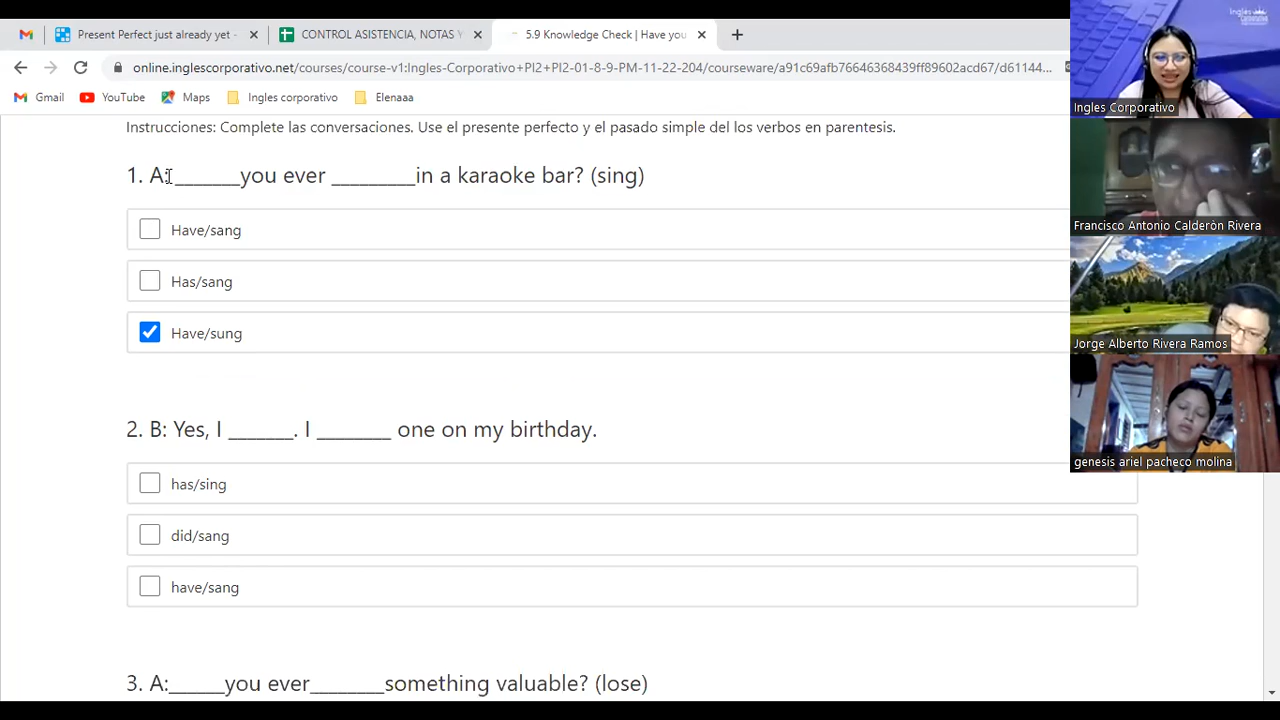 Present Perfect just already yet -
CONTROL ASISTENCIA, NOTAS Y
5.9 Knowledge Check | Have you
online.inglescorporativo.net/courses/course-v1:Ingles-Corporativo+PI2+PI2-01-8-9-PM-11-22-204/courseware/a91c69afb76646368439ff89602acd67/d61144...
Gmail
YouTube
Maps
Ingles corporativo
Elenaaa
Instrucciones: Complete las conversaciones. Use el presente perfecto y el pasado simple del los verbos en parentesis.
1. A: _______you ever _________in a karaoke bar? (sing)
Have/sang
Has/sang
Have/sung
2. B: Yes, I _______. I ________ one on my birthday.
has/sing
did/sang
have/sang
3. A:______you ever________something valuable? (lose)
Ingles Corporativo
Ingles Corporativo
Francisco Antonio Calderòn Rivera
Jorge Alberto Rivera Ramos
genesis ariel pacheco molina